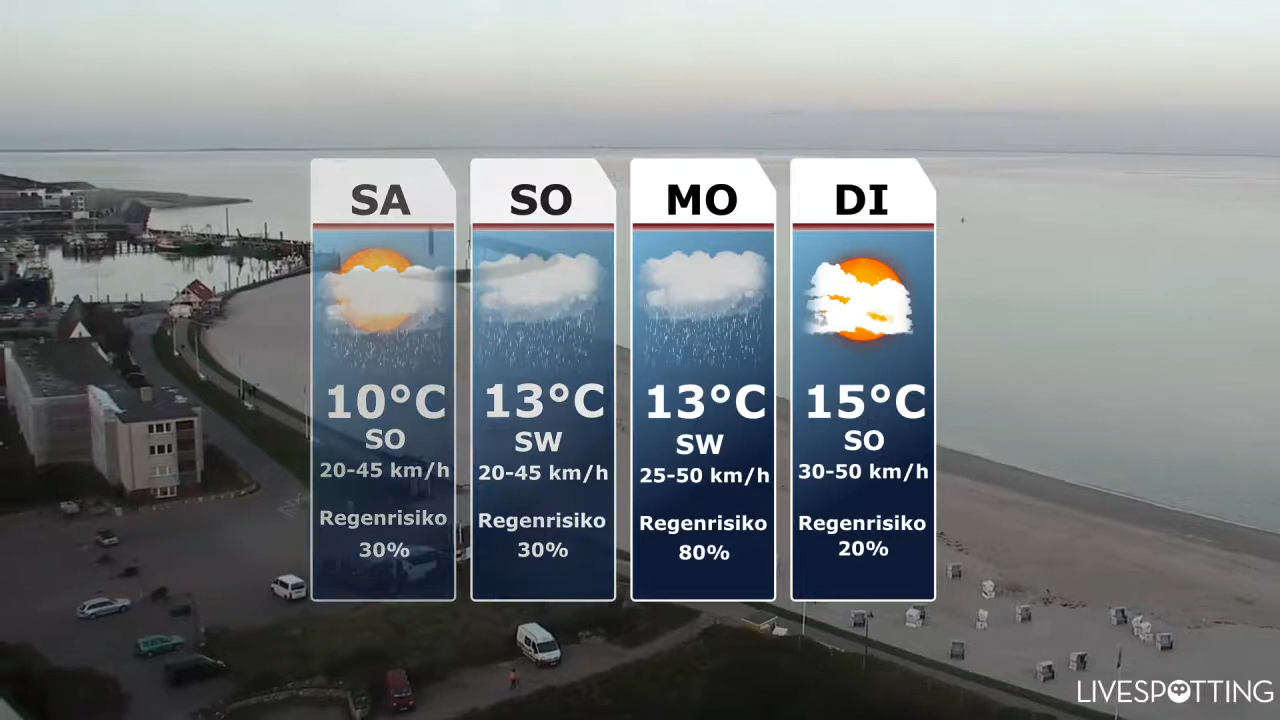 SA
10°C
SO
20-45 km/h
Regenrisiko
30%
SO
13°C
SW
20-45 km/h
Regenrisiko
30%
MO
13°C
SW
25-50 km/h
Regenrisiko
80%
DI
15°C
SO
30-50 km/h
Regenrisiko
20%
LIVESPOTTING